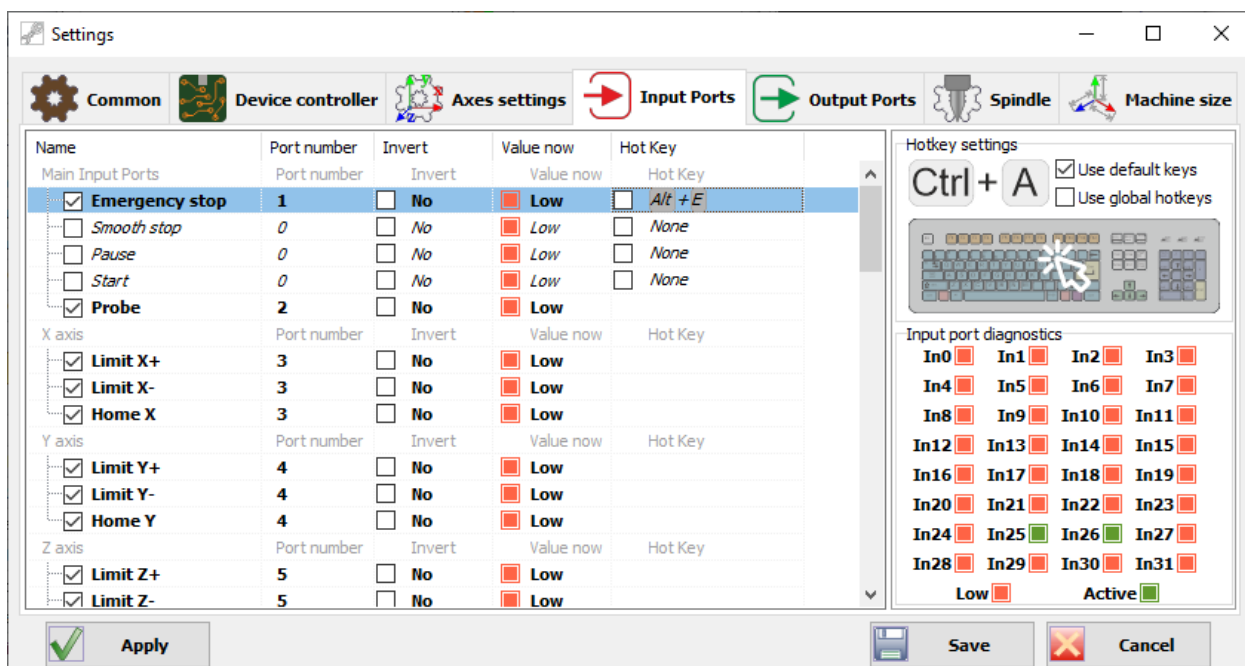 Settings
Common Device controller Axes settings Input Ports Output Ports Spindle Machine size
Name Port number Invert Value now Hot Key
Main Input Ports Port number Invert Value now Hot Key
Emergency stop 1 No Low Alt + E
Smooth stop 0 No Low None
Pause 0 No Low None
Start 0 No Low None
Probe 2 No Low
X axis Port number Invert Value now Hot Key
Limit X+ 3 No Low
Limit X- 3 No Low
Home X 3 No Low
Y axis Port number Invert Value now Hot Key
Limit Y+ 4 No Low
Limit Y- 4 No Low
Home Y 4 No Low
Z axis Port number Invert Value now Hot Key
Limit Z+ 5 No Low
Limit Z- 5 No Low
Hotkey settings
Ctrl + A
Use default keys
Use global hotkeys
Input port diagnostics
In0 In1 In2 In3
In4 In5 In6 In7
In8 In9 In10 In11
In12 In13 In14 In15
In16 In17 In18 In19
In20 In21 In22 In23
In24 In25 In26 In27
In28 In29 In30 In31
Low Active
Apply Save Cancel